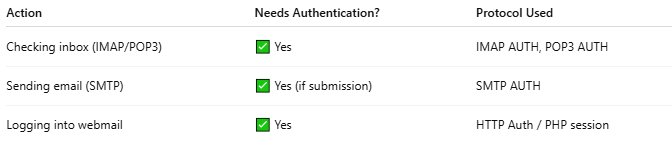 Action Needs Authentication? Protocol Used
Checking inbox (IMAP/POP3) ✅ Yes IMAP AUTH, POP3 AUTH
Sending email (SMTP) ✅ Yes (if submission) SMTP AUTH
Logging into webmail ✅ Yes HTTP Auth / PHP session